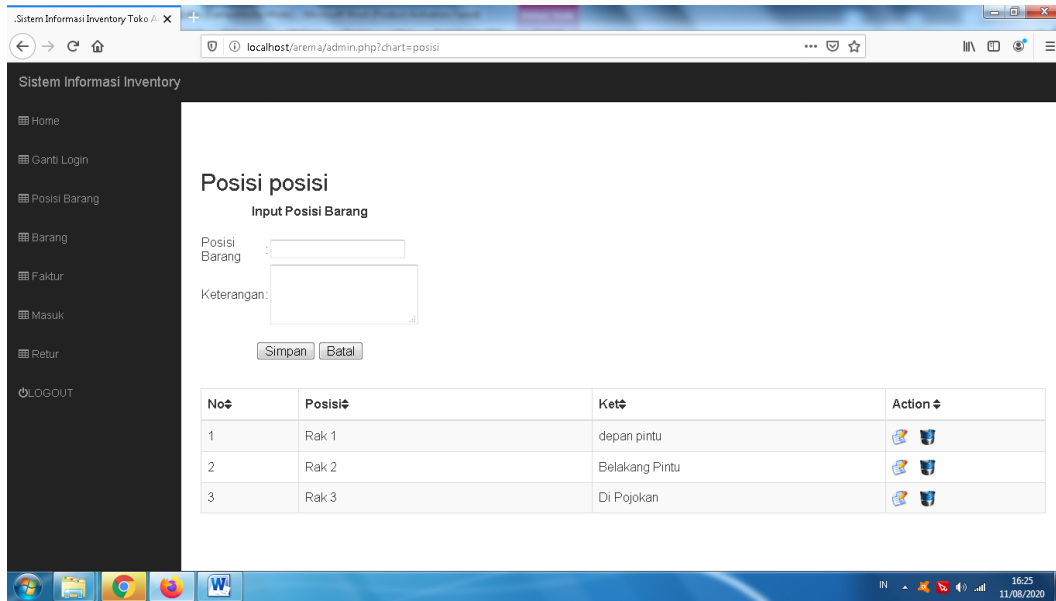 .Sistem Informasi Inventory Toko A
localhost/arema/admin.php?chart=posisi
Sistem Informasi Inventory
Home
Ganti Login
Posisi Barang
Barang
Faktur
Masuk
Retur
LOGOUT
Posisi posisi
Input Posisi Barang
Posisi
Barang :
Keterangan:
Simpan Batal
No Posisi Ket Action
1 Rak 1 depan pintu
2 Rak 2 Belakang Pintu
3 Rak 3 Di Pojokan
IN 16:25
11/08/2020